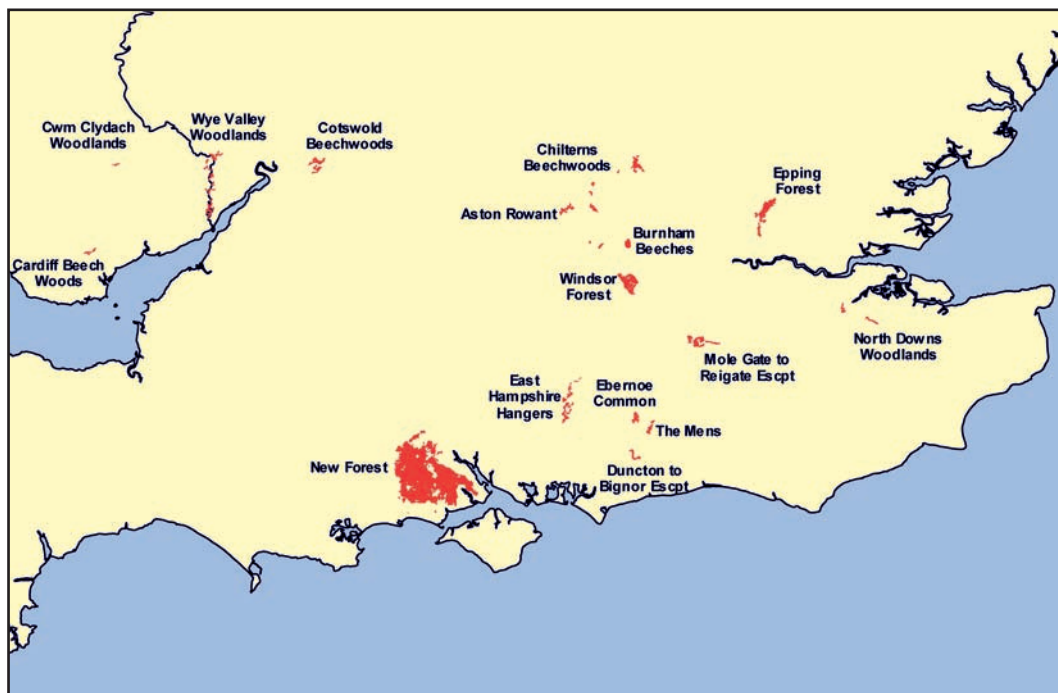 Cwm Clydach
Woodlands
Wye Valley
Woodlands
Cotswold
Beechwoods
Chilterns
Beechwoods
Epping
Forest
Aston Rowant
Burnham
Beeches
Cardiff Beech
Woods
Windsor
Forest
North Downs
Woodlands
Mole Gate to
Reigate Escpt
East
Hampshire
Hangers
Ebernoe
Common
The Mens
New Forest
Duncton to
Bignor Escpt